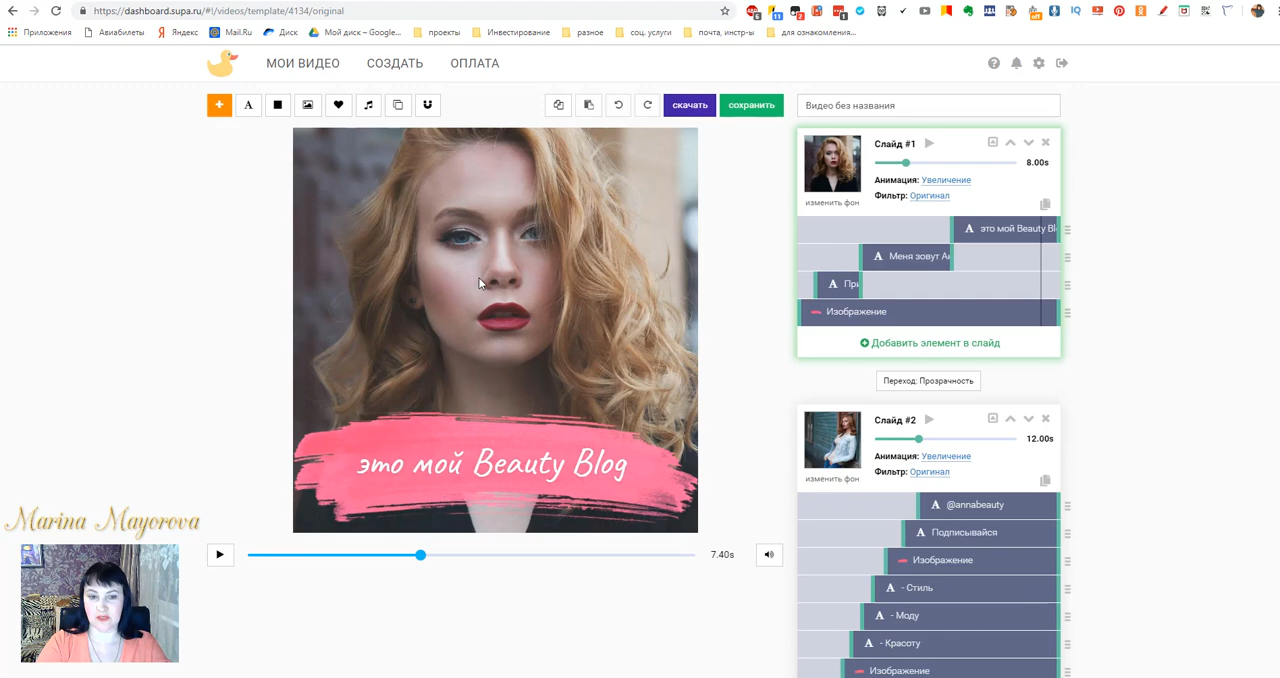 https://dashboard.supa.ru/#!/videos/template/4134/original
Приложения Авиабилеты Яндекс Mail.Ru Диск Мой диск – Google... проекты Инвестирование разное соц. услуги почта, инстр-ы для ознакомления...
МОИ ВИДЕО СОЗДАТЬ ОПЛАТА
скачать сохранить Видео без названия
Слайд #1
8.00s
Анимация: Увеличение
Фильтр: Оригинал
изменить фон
это мой Beauty Bl
Меня зовут А
При
Изображение
Добавить элемент в слайд
Переход: Прозрачность
Слайд #2
12.00s
Анимация: Увеличение
Фильтр: Оригинал
изменить фон
@annabeauty
Подписывайся
Изображение
- Стиль
- Моду
- Красоту
Изображение
это мой Beauty Blog
7.40s
Marina Mayorova